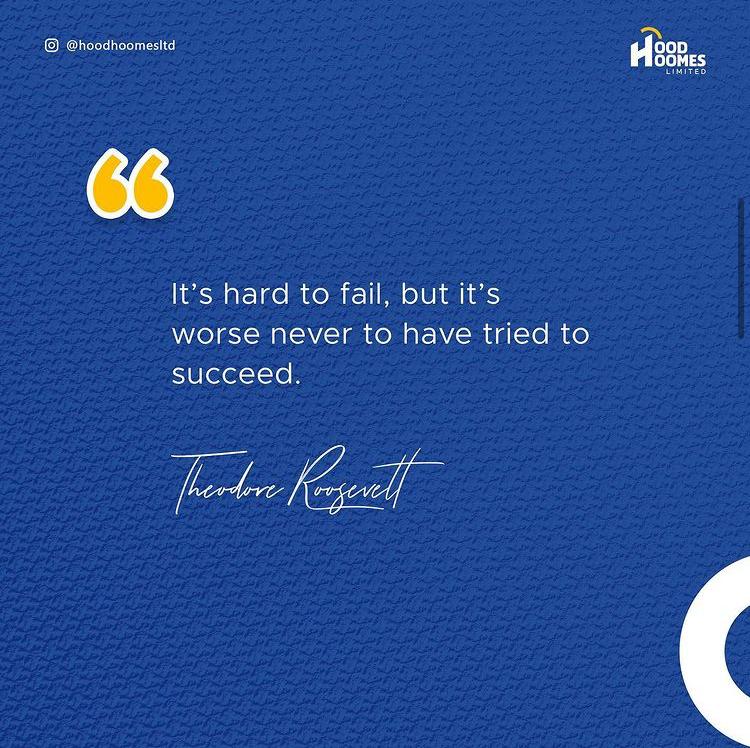 @hoodhoomesltd
HOOD
HOOMES
LIMITED
It’s hard to fail, but it’s
worse never to have tried to
succeed.
Theodore Roosevelt